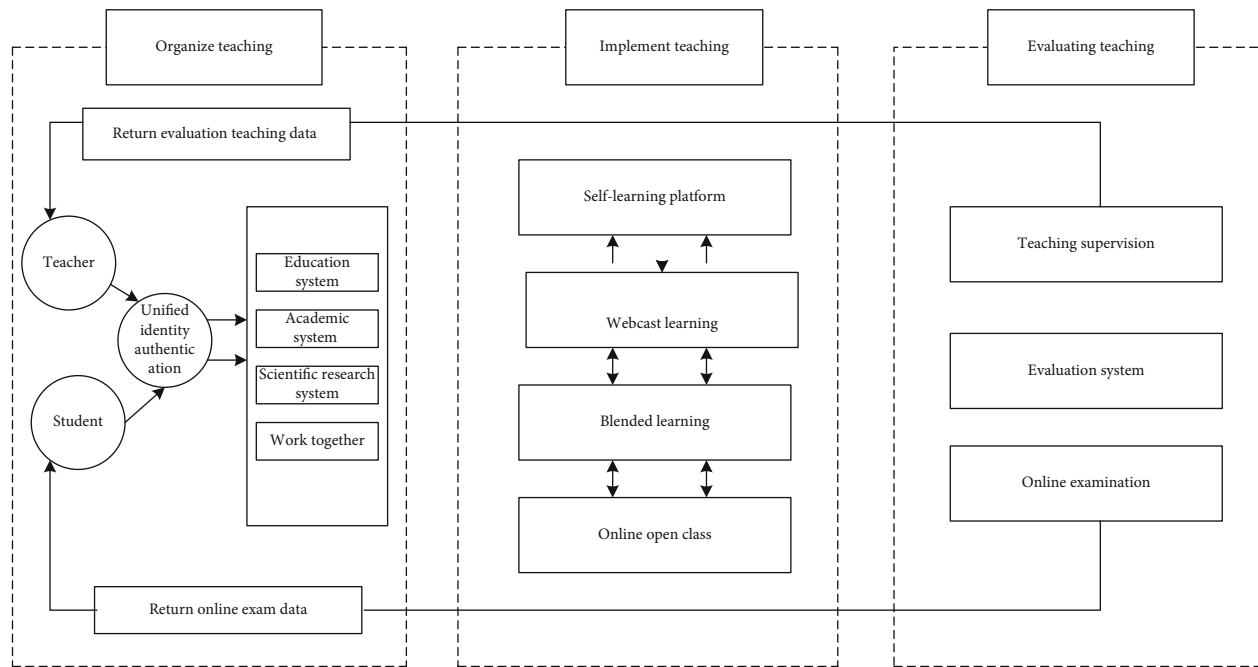 Organize teaching
Implement teaching
Evaluating teaching
Return evaluation teaching data
Teacher
Student
Unified
identity
authentic
ation
Education
system
Academic
system
Scientific research
system
Work together
Return online exam data
Self-learning platform
Webcast learning
Blended learning
Online open class
Teaching supervision
Evaluation system
Online examination